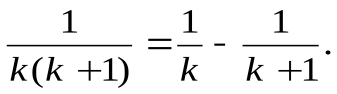 1/(k(k+1)) = 1/k - 1/(k+1).